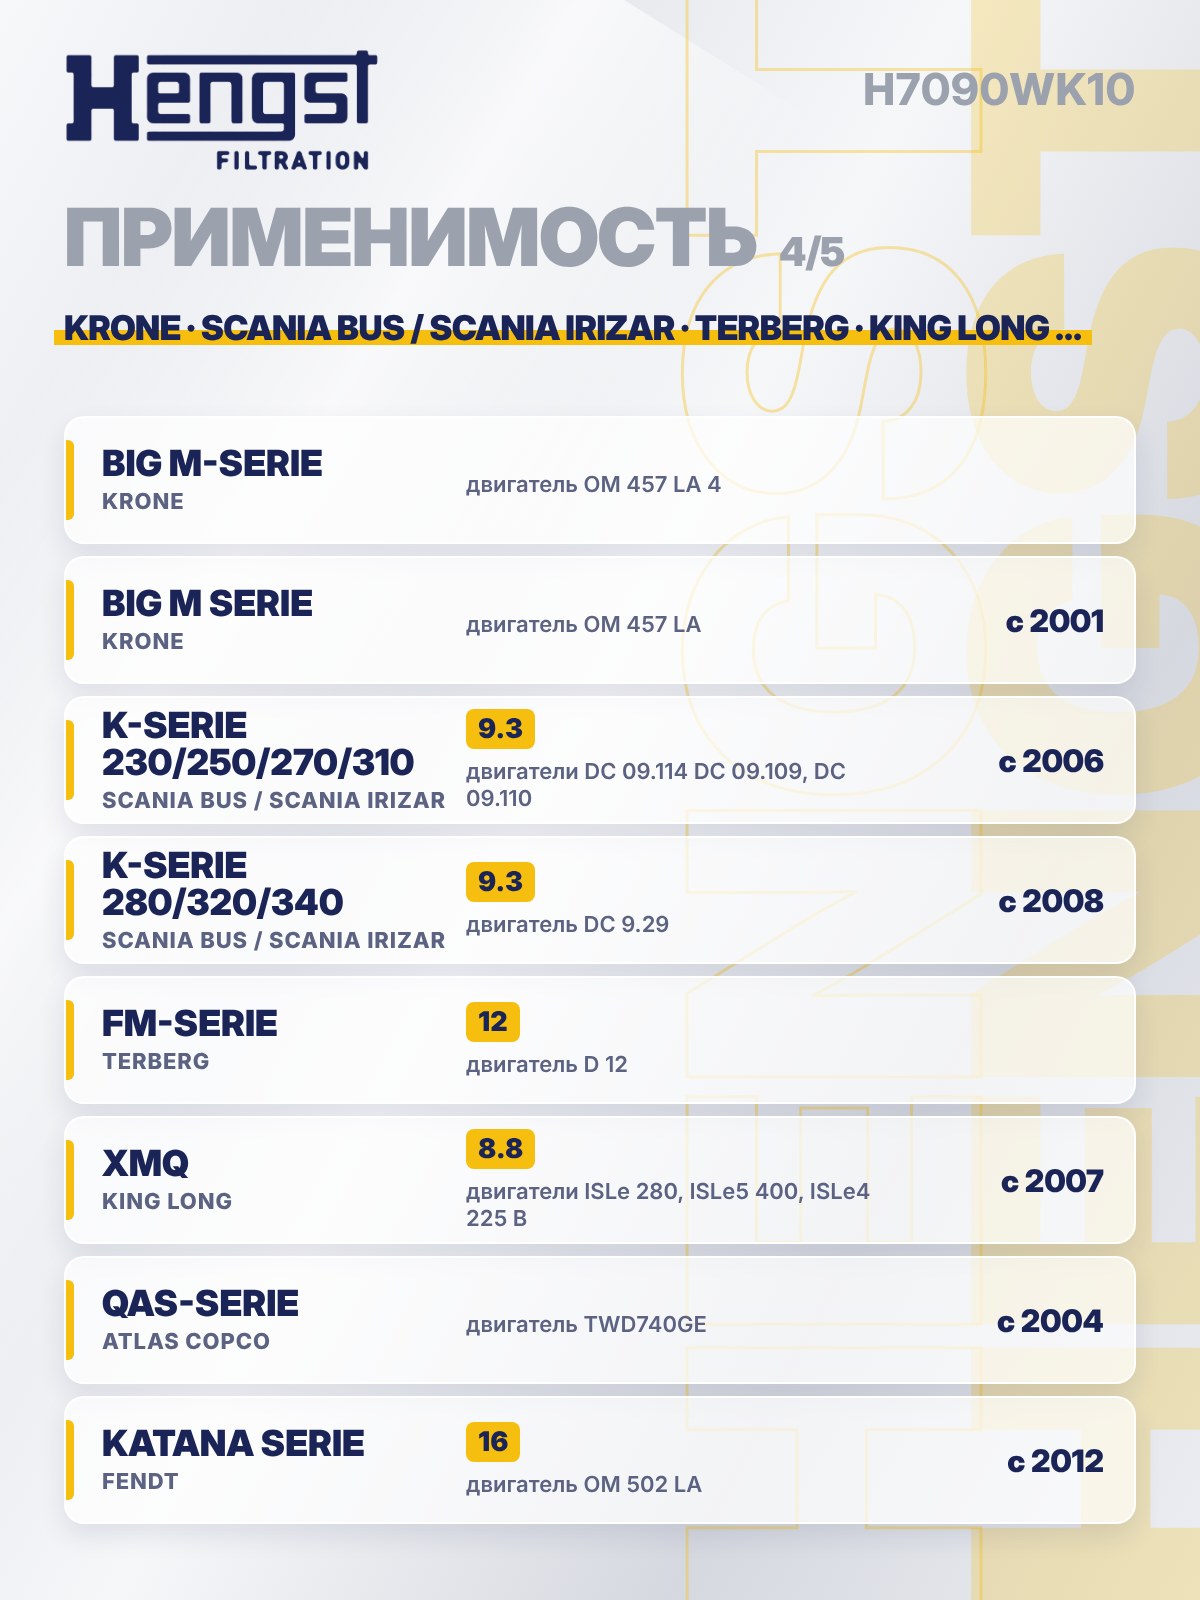 Hengst
FILTRATION
H7090WK10
ПРИМЕНИМОСТЬ 4/5
KRONE · SCANIA BUS / SCANIA IRIZAR · TERBERG · KING LONG ...
BIG M-SERIE
KRONE
двигатель OM 457 LA 4
BIG M SERIE
KRONE
двигатель OM 457 LA
с 2001
K-SERIE
230/250/270/310
SCANIA BUS / SCANIA IRIZAR
9.3
двигатели DC 09.114 DC 09.109, DC
09.110
с 2006
K-SERIE
280/320/340
SCANIA BUS / SCANIA IRIZAR
9.3
двигатель DC 9.29
с 2008
FM-SERIE
TERBERG
12
двигатель D 12
XMQ
KING LONG
8.8
двигатели ISLe 280, ISLe5 400, ISLe4
225 B
с 2007
QAS-SERIE
ATLAS COPCO
двигатель TWD740GE
с 2004
KATANA SERIE
FENDT
16
двигатель OM 502 LA
с 2012
HENGST
HENGST